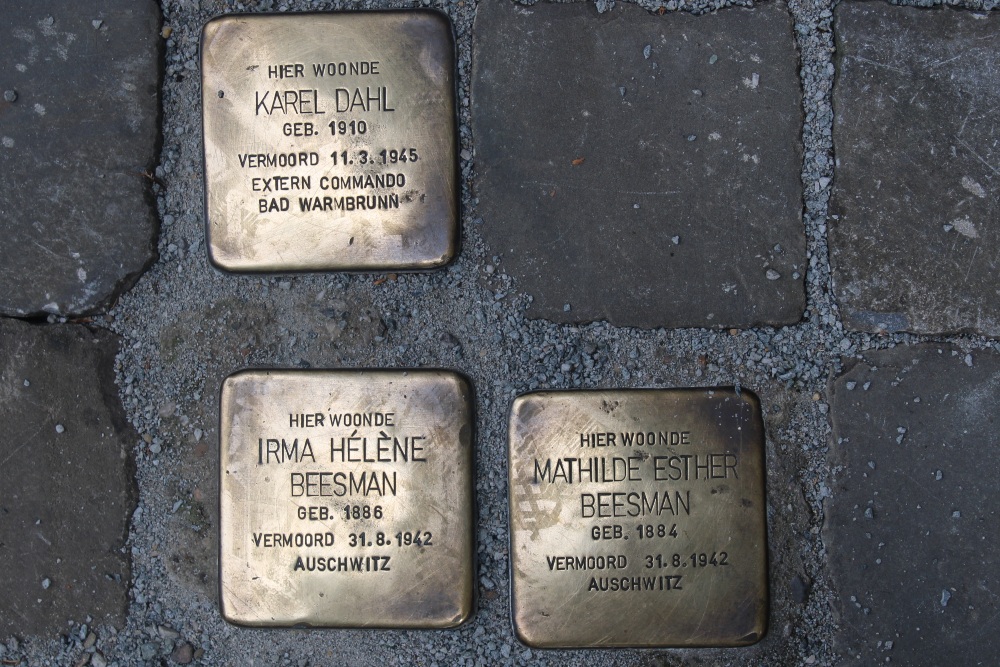 HIER WOONDE
KAREL DAHL
GEB. 1910
VERMOORD 11.3.1945
EXTERN COMMANDO
BAD WARMBRUNN
HIER WOONDE
IRMA HÉLÈNE
BEESMAN
GEB. 1886
VERMOORD 31.8.1942
AUSCHWITZ
HIER WOONDE
MATHILDE ESTHER
BEESMAN
GEB. 1884
VERMOORD 31.8.1942
AUSCHWITZ